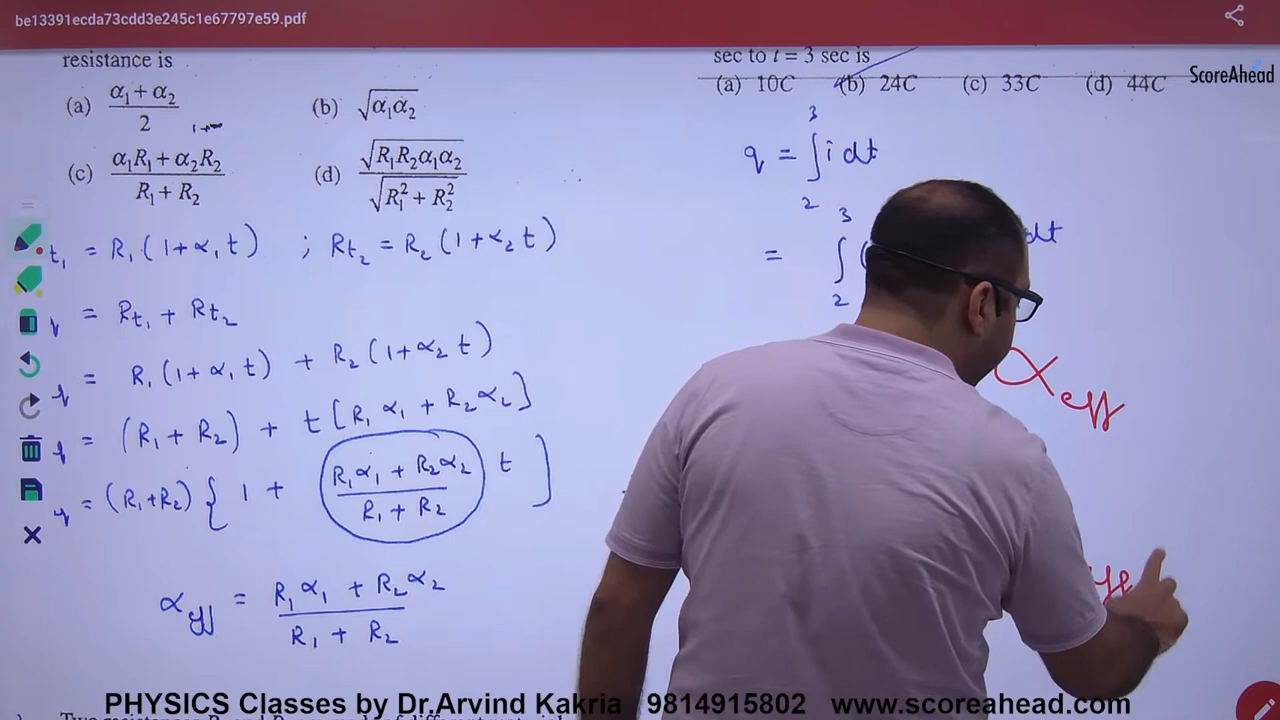 be13391ecda73cdd3e245c1e67797e59.pdf
ScoreAhead
resistance is
(a) α₁ + α₂ / 2
(b) √α₁α₂
(c) α₁R₁ + α₂R₂ / R₁ + R₂
(d) √R₁R₂α₁α₂ / √R₁² + R₂²
t₁ = R₁(1+α₁t) ; Rt₂ = R₂(1+α₂t)
= Rt₁ + Rt₂
= R₁(1+α₁t) + R₂(1+α₂t)
= (R₁ + R₂) + t[R₁α₁ + R₂α₂]
= (R₁+R₂) { 1 + R₁α₁ + R₂α₂ / R₁ + R₂ t ]
α eff = R₁α₁ + R₂α₂ / R₁ + R₂
sec to t = 3 sec is
(a) 10C (b) 24C (c) 33C (d) 44C
q = ∫₂³ i dt
= ∫₂³ ( dt
α eff
PHYSICS Classes by Dr.Arvind Kakria 9814915802 www.scoreahead.com